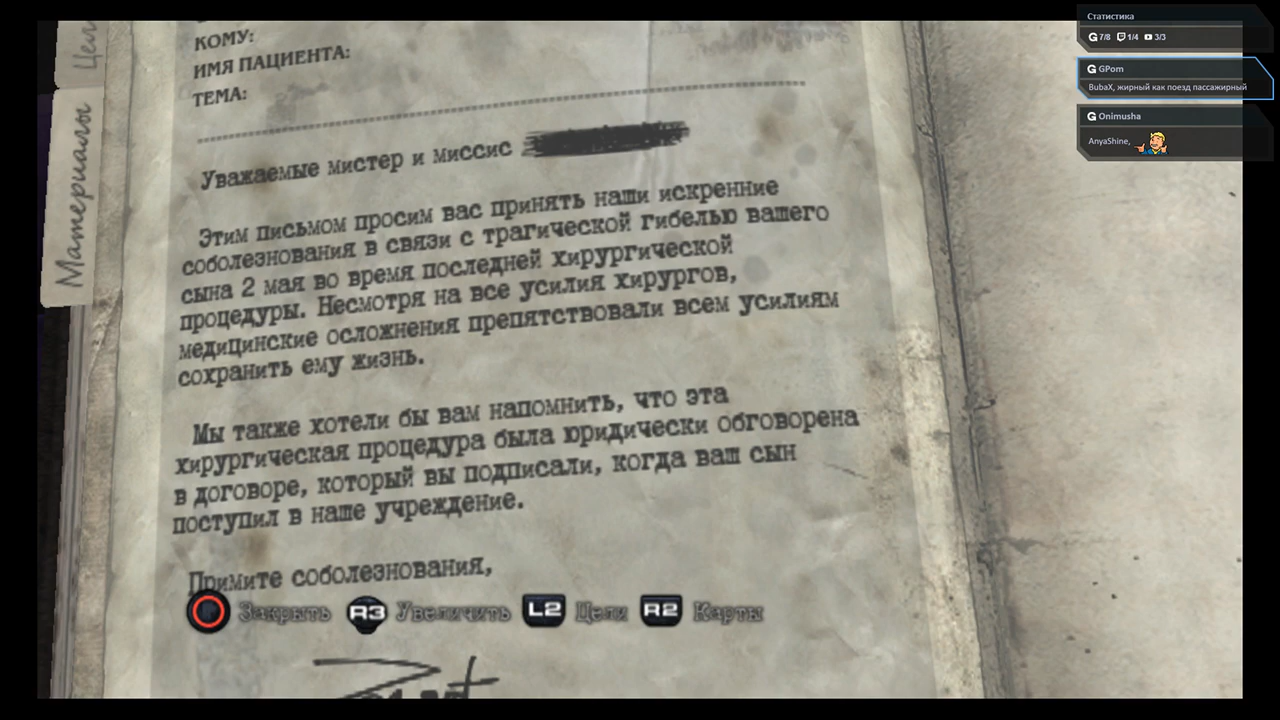 КОМУ:
ИМЯ ПАЦИЕНТА:
ТЕМА:
Уважаемые мистер и миссис
Этим письмом просим вас принять наши искренние
соболезнования в связи с трагической гибелью вашего
сына 2 мая во время последней хирургической
процедуры. Несмотря на все усилия хирургов,
медицинские осложнения препятствовали всем усилиям
сохранить ему жизнь.
Мы также хотели бы вам напомнить, что эта
хирургическая процедура была юридически обговорена
в договоре, который вы подписали, когда ваш сын
поступил в наше учреждение.
Примите соболезнования,
Закрыть R3 Увеличить L2 Цели R2 Карты
Цел
Материалы
Статистика
G 7/8 1/4 3/3
G GPom
BubaX, жирный как поезд пассажирный
G Onimusha
AnyaShine,